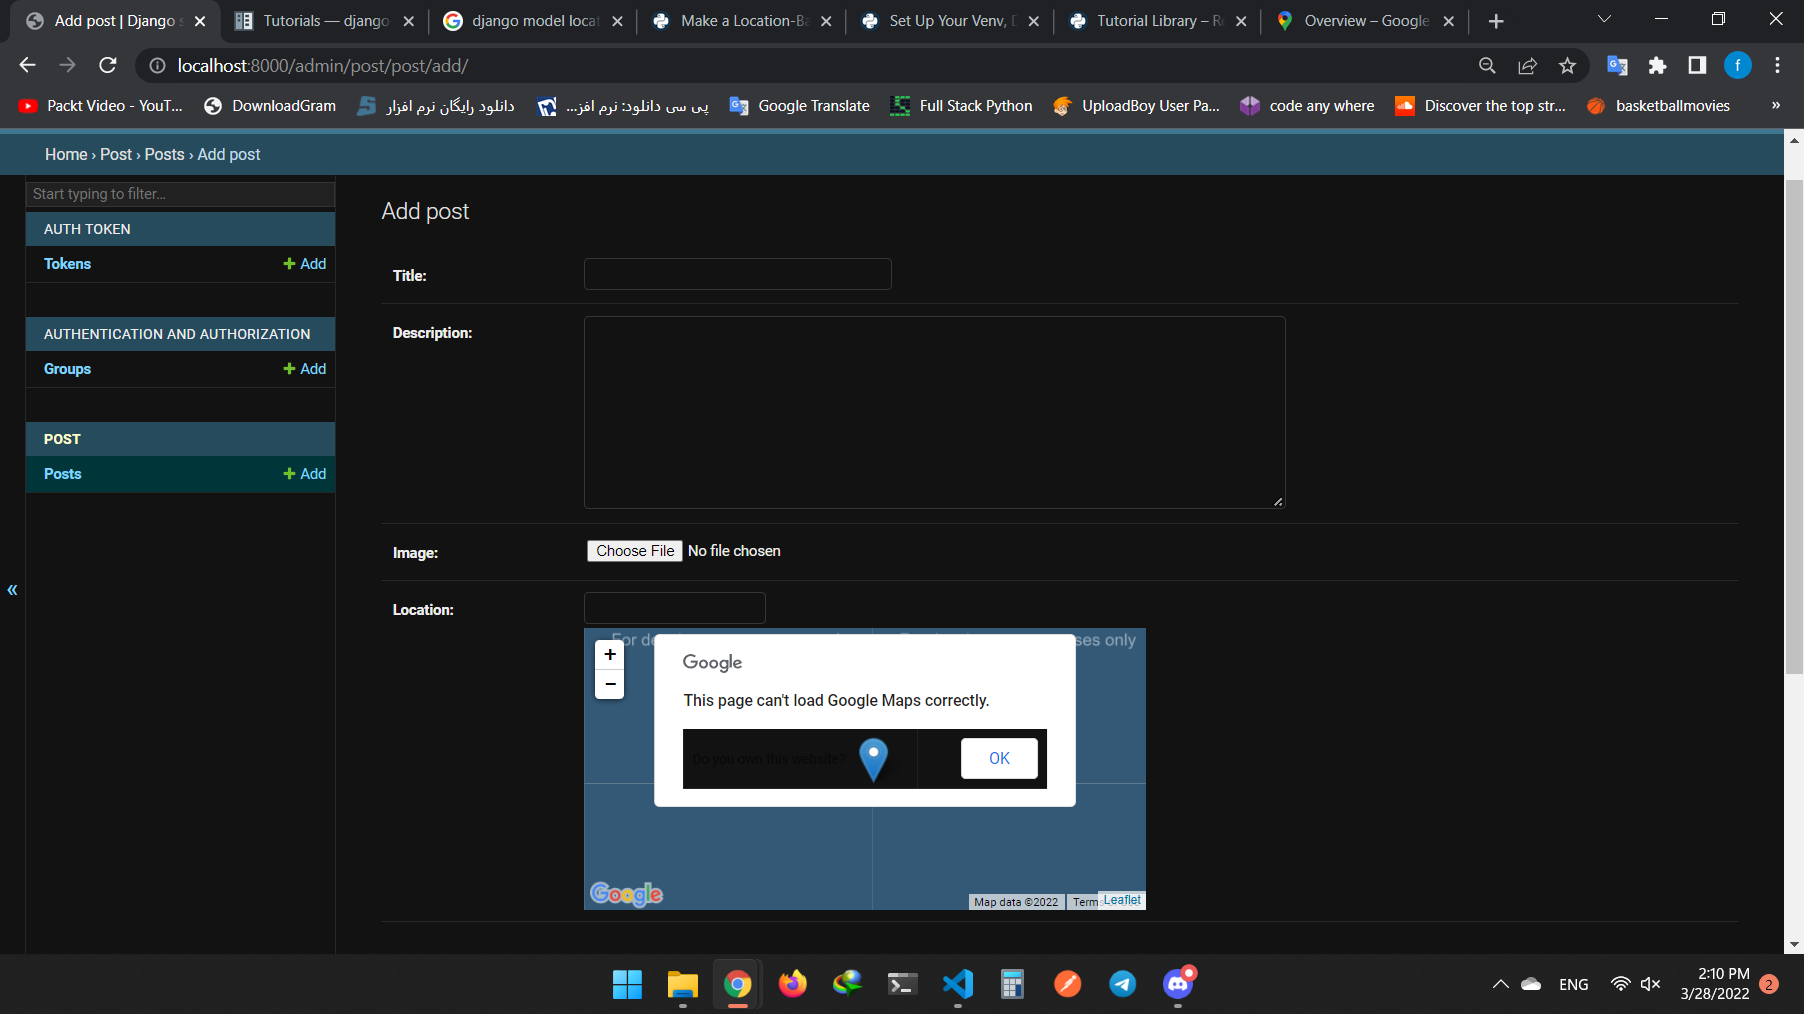 Add post | Django s
Tutorials — django
django model locat
Make a Location-Ba
Set Up Your Venv, D
Tutorial Library – Re
Overview – Google
localhost:8000/admin/post/post/add/
f
Packt Video - YouT...
DownloadGram
دانلود رایگان نرم افزار
پی سی دانلود: نرم افز...
Google Translate
Full Stack Python
UploadBoy User Pa...
code any where
Discover the top str...
basketballmovies
»
Home › Post › Posts › Add post
Start typing to filter...
AUTH TOKEN
Tokens
+ Add
AUTHENTICATION AND AUTHORIZATION
Groups
+ Add
POST
Posts
+ Add
«
Add post
Title:
Description:
Image:
Choose File No file chosen
Location:
For de
ses only
+
−
Google
This page can't load Google Maps correctly.
Do you own this website?
OK
Google
Map data ©2022
Terms
Leaflet
ENG
2:10 PM
3/28/2022
2